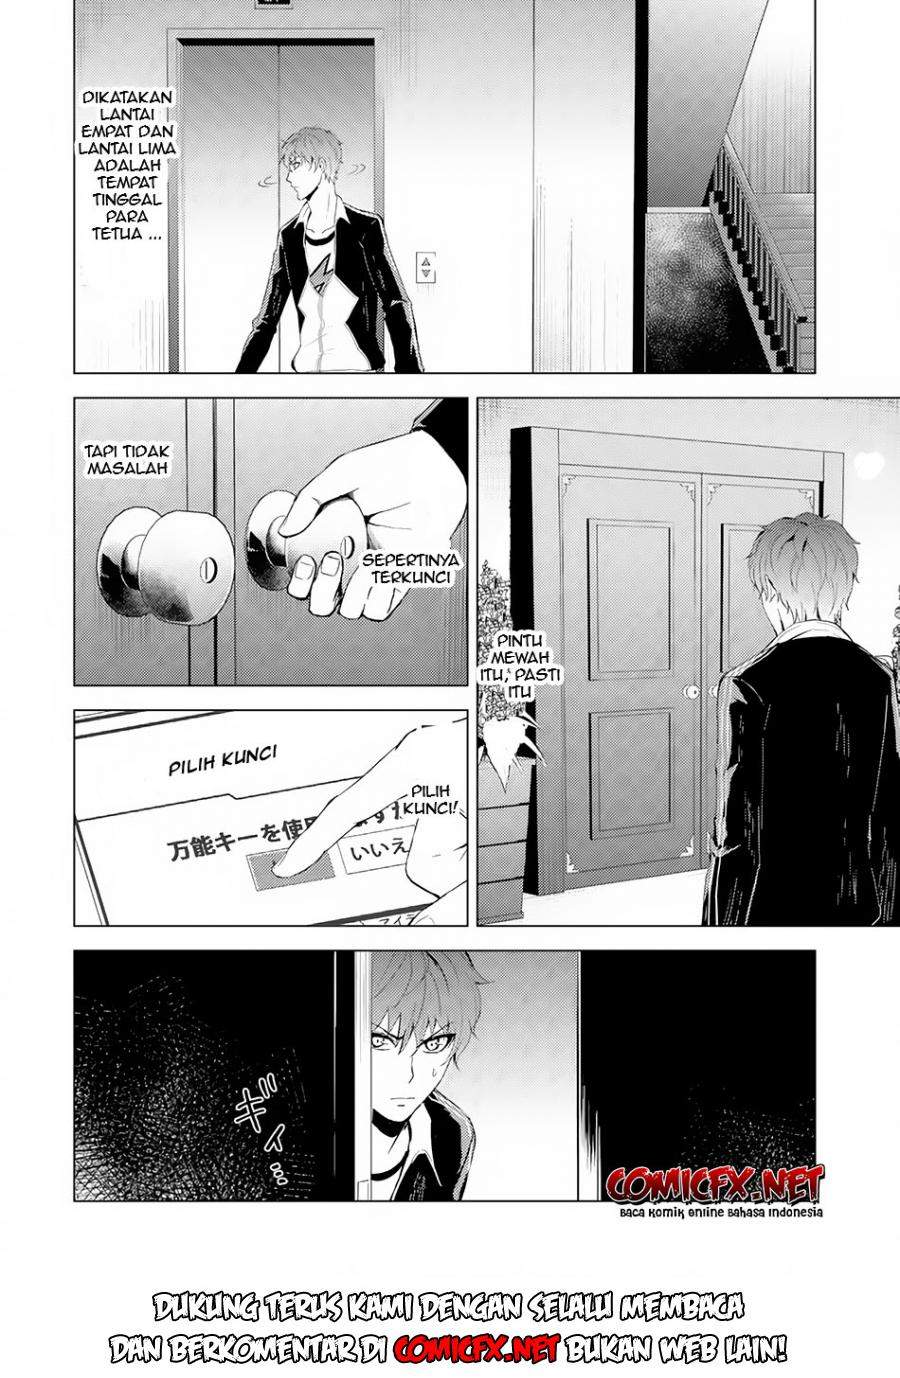 DIKATAKAN
LANTAI
EMPAT DAN
LANTAI LIMA
ADALAH
TEMPAT
TINGGAL
PARA
TETUA ...
PINTU
MEWAH
ITU, PASTI
ITU
TAPI TIDAK
MASALAH
SEPERTINYA
TERKUNCI
PILIH KUNCI
PILIH
KUNCI!
万能キーを使
いいえ
ギィ…
COMICFX.NET
BACA KOMIK ONLINE BAHASA INDONESIA
DUKUNG TERUS KAMI DENGAN SELALU MEMBACA
DAN BERKOMENTAR DI COMICFX.NET BUKAN WEB LAIN!